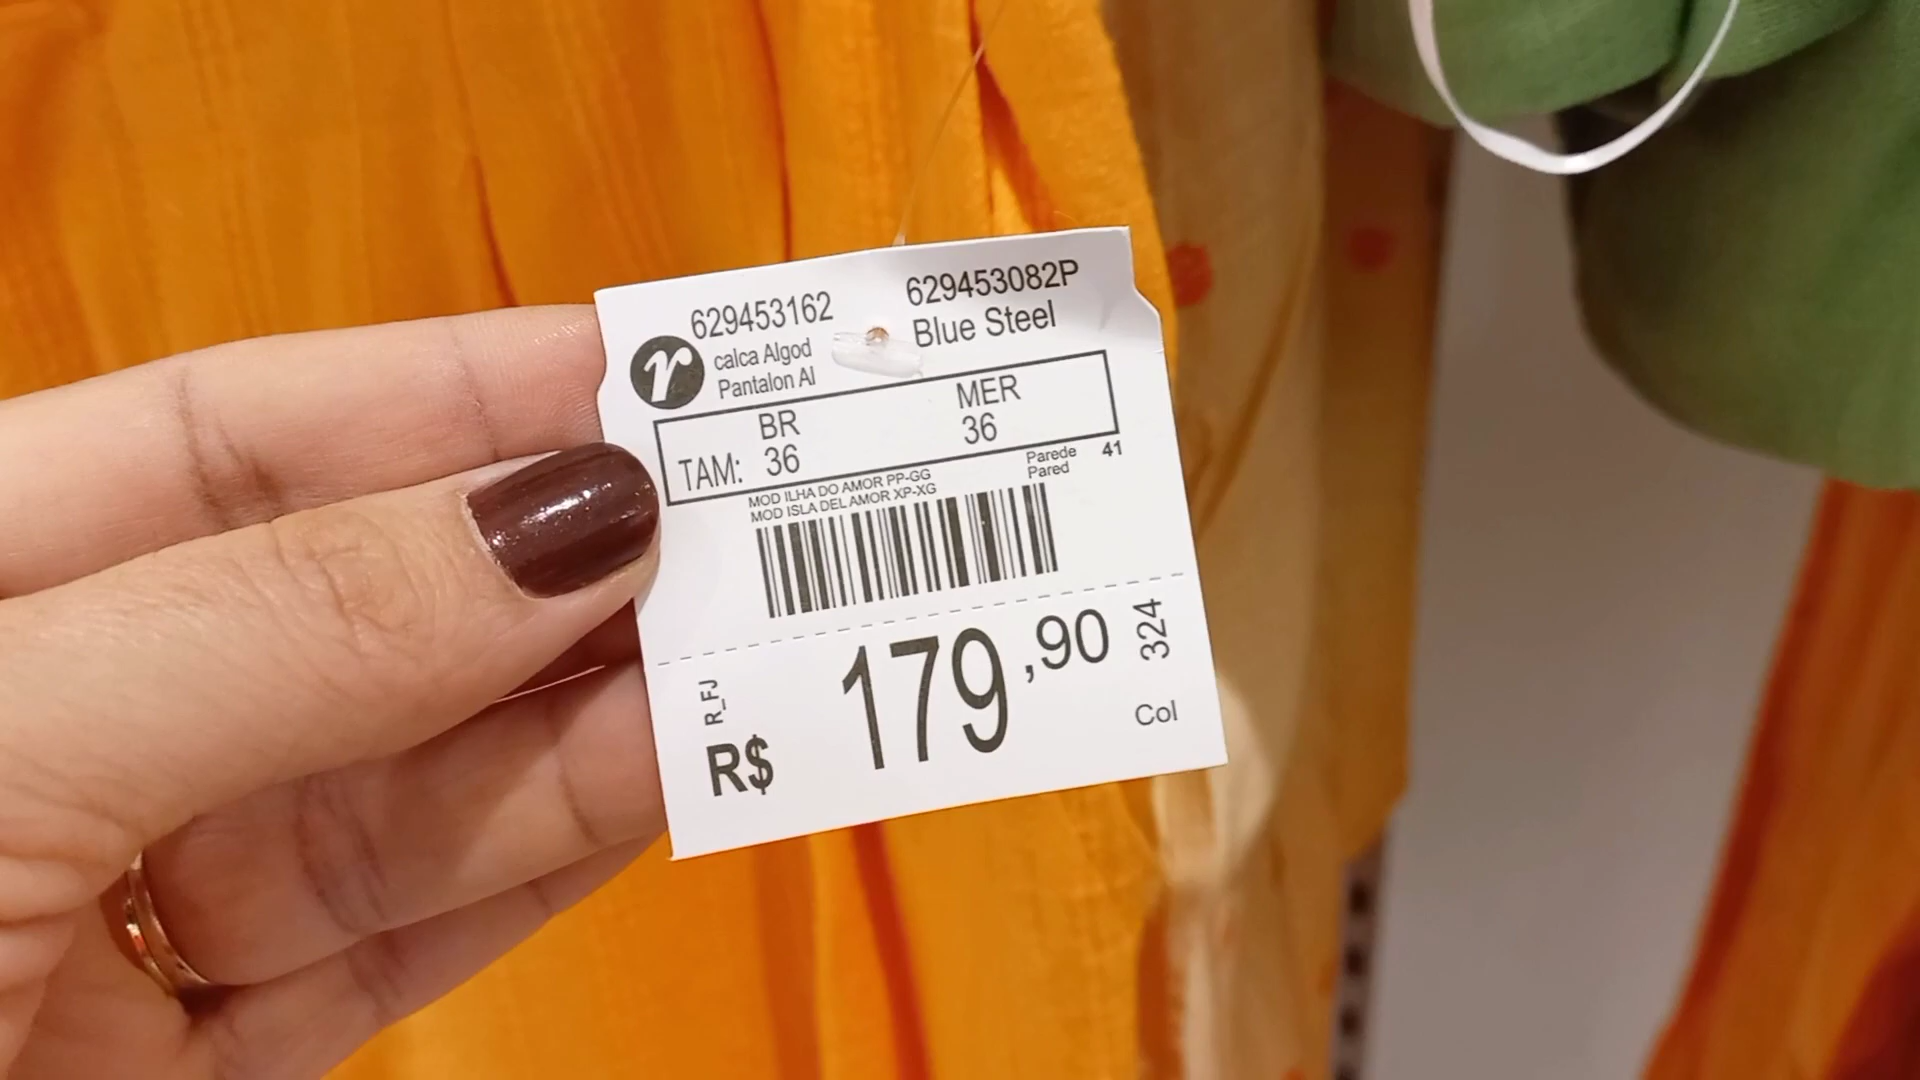 629453162
629453082P
r
calca Algod
Pantalon Al
Blue Steel
BR
MER
TAM: 36
36
MOD ILHA DO AMOR PP-GG
MOD ISLA DEL AMOR XP-XG
Parede
Pared
41
R_FJ
R$ 179,90
324
Col